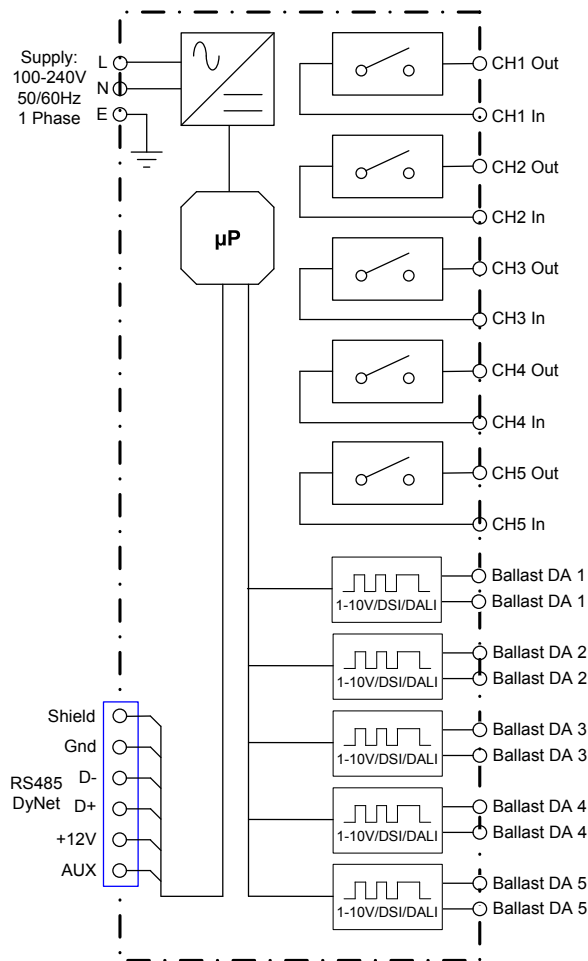 Supply:
100-240V
50/60Hz
1 Phase
L
N
E
µP
CH1 Out
CH1 In
CH2 Out
CH2 In
CH3 Out
CH3 In
CH4 Out
CH4 In
CH5 Out
CH5 In
1-10V/DSI/DALI
Ballast DA 1
Ballast DA 1
1-10V/DSI/DALI
Ballast DA 2
Ballast DA 2
1-10V/DSI/DALI
Ballast DA 3
Ballast DA 3
1-10V/DSI/DALI
Ballast DA 4
Ballast DA 4
1-10V/DSI/DALI
Ballast DA 5
Ballast DA 5
RS485
DyNet
Shield
Gnd
D-
D+
+12V
AUX